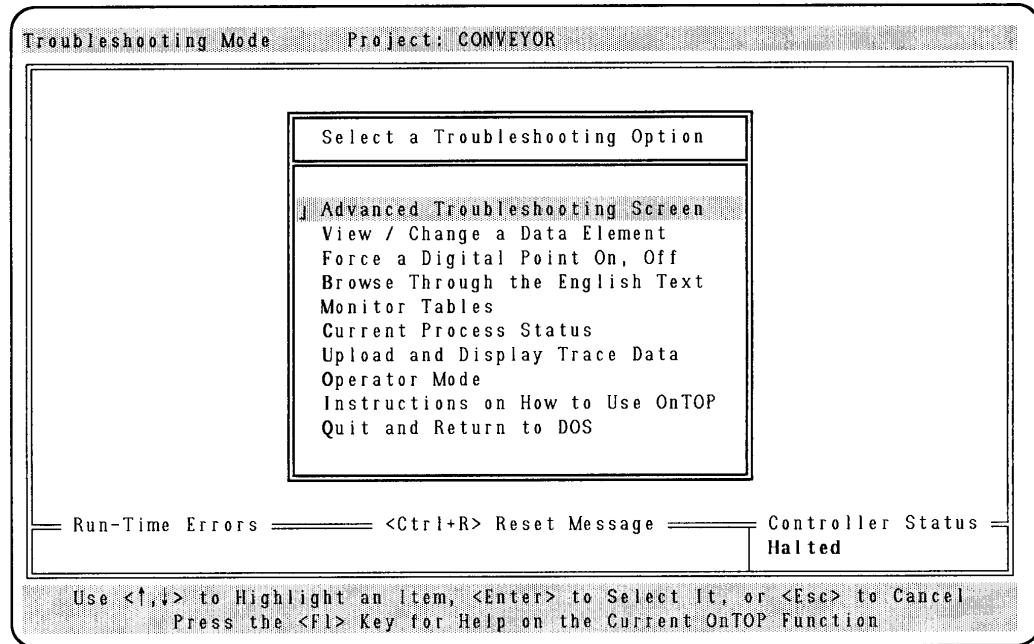 Troubleshooting Mode Project: CONVEYOR
Select a Troubleshooting Option
Advanced Troubleshooting Screen
View / Change a Data Element
Force a Digital Point On, Off
Browse Through the English Text
Monitor Tables
Current Process Status
Upload and Display Trace Data
Operator Mode
Instructions on How to Use OnTOP
Quit and Return to DOS
Run-Time Errors <Ctrl+R> Reset Message Controller Status
Halted
Use <↑,↓> to Highlight an Item, <Enter> to Select It, or <Esc> to Cancel
Press the <F1> Key for Help on the Current OnTOP Function